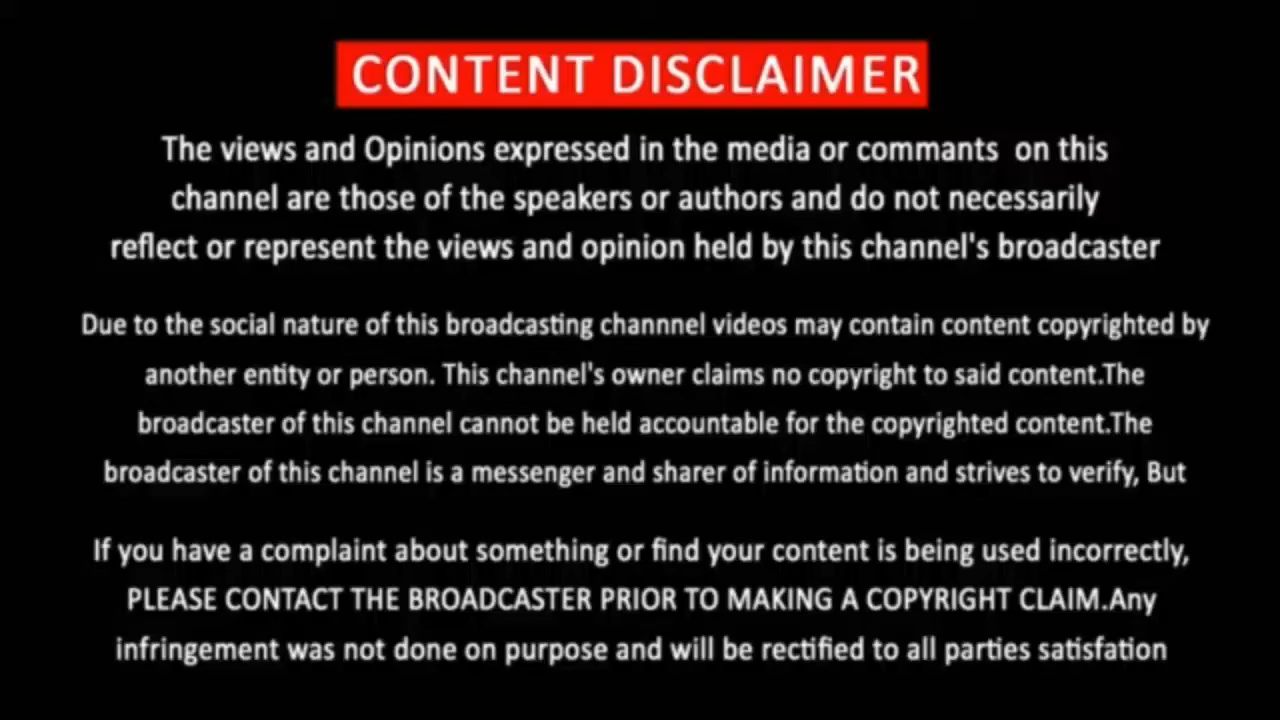 CONTENT DISCLAIMER
The views and Opinions expressed in the media or commants on this
channel are those of the speakers or authors and do not necessarily
reflect or represent the views and opinion held by this channel's broadcaster
Due to the social nature of this broadcasting channnel videos may contain content copyrighted by
another entity or person. This channel's owner claims no copyright to said content.The
broadcaster of this channel cannot be held accountable for the copyrighted content.The
broadcaster of this channel is a messenger and sharer of information and strives to verify, But
If you have a complaint about something or find your content is being used incorrectly,
PLEASE CONTACT THE BROADCASTER PRIOR TO MAKING A COPYRIGHT CLAIM.Any
infringement was not done on purpose and will be rectified to all parties satisfation